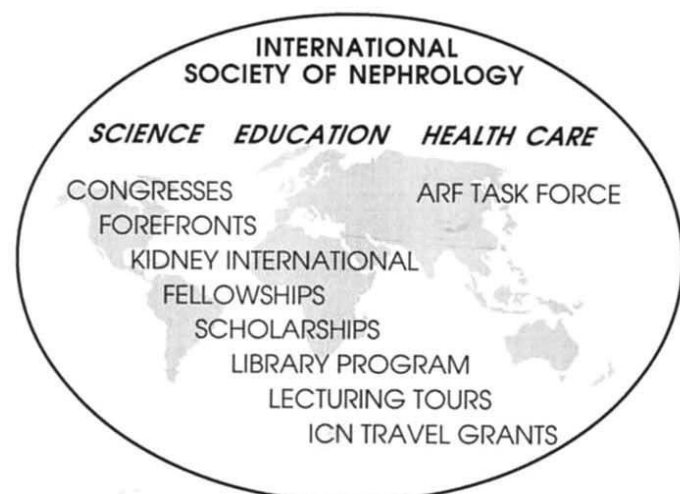 INTERNATIONAL
SOCIETY OF NEPHROLOGY
SCIENCE EDUCATION HEALTH CARE
CONGRESSES ARF TASK FORCE
FOREFRONTS
KIDNEY INTERNATIONAL
FELLOWSHIPS
SCHOLARSHIPS
LIBRARY PROGRAM
LECTURING TOURS
ICN TRAVEL GRANTS